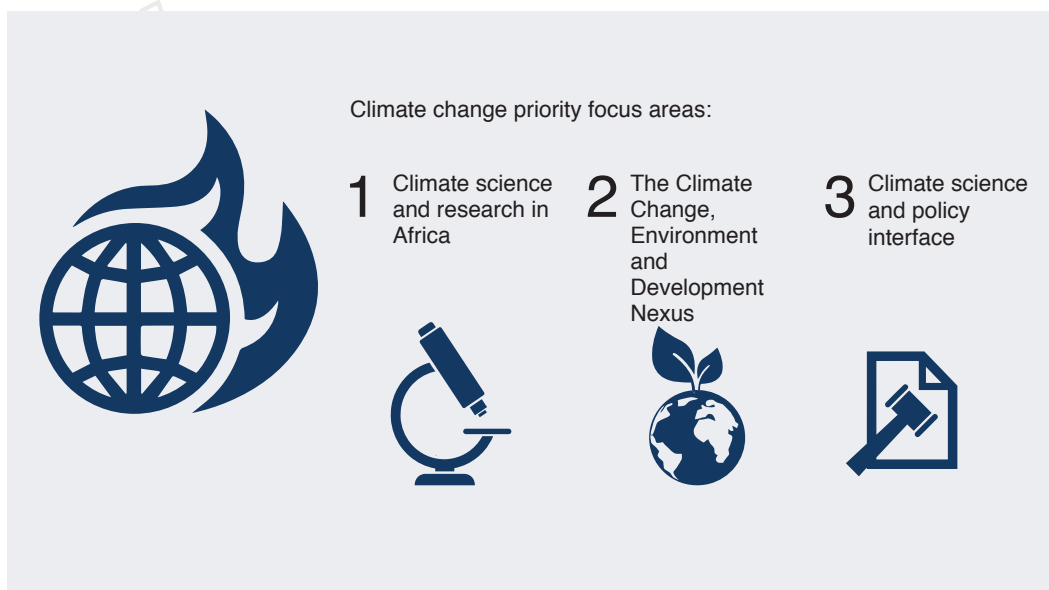 Climate change priority focus areas:
1
Climate science
and research in
Africa
2
The Climate
Change,
Environment
and
Development
Nexus
3
Climate science
and policy
interface